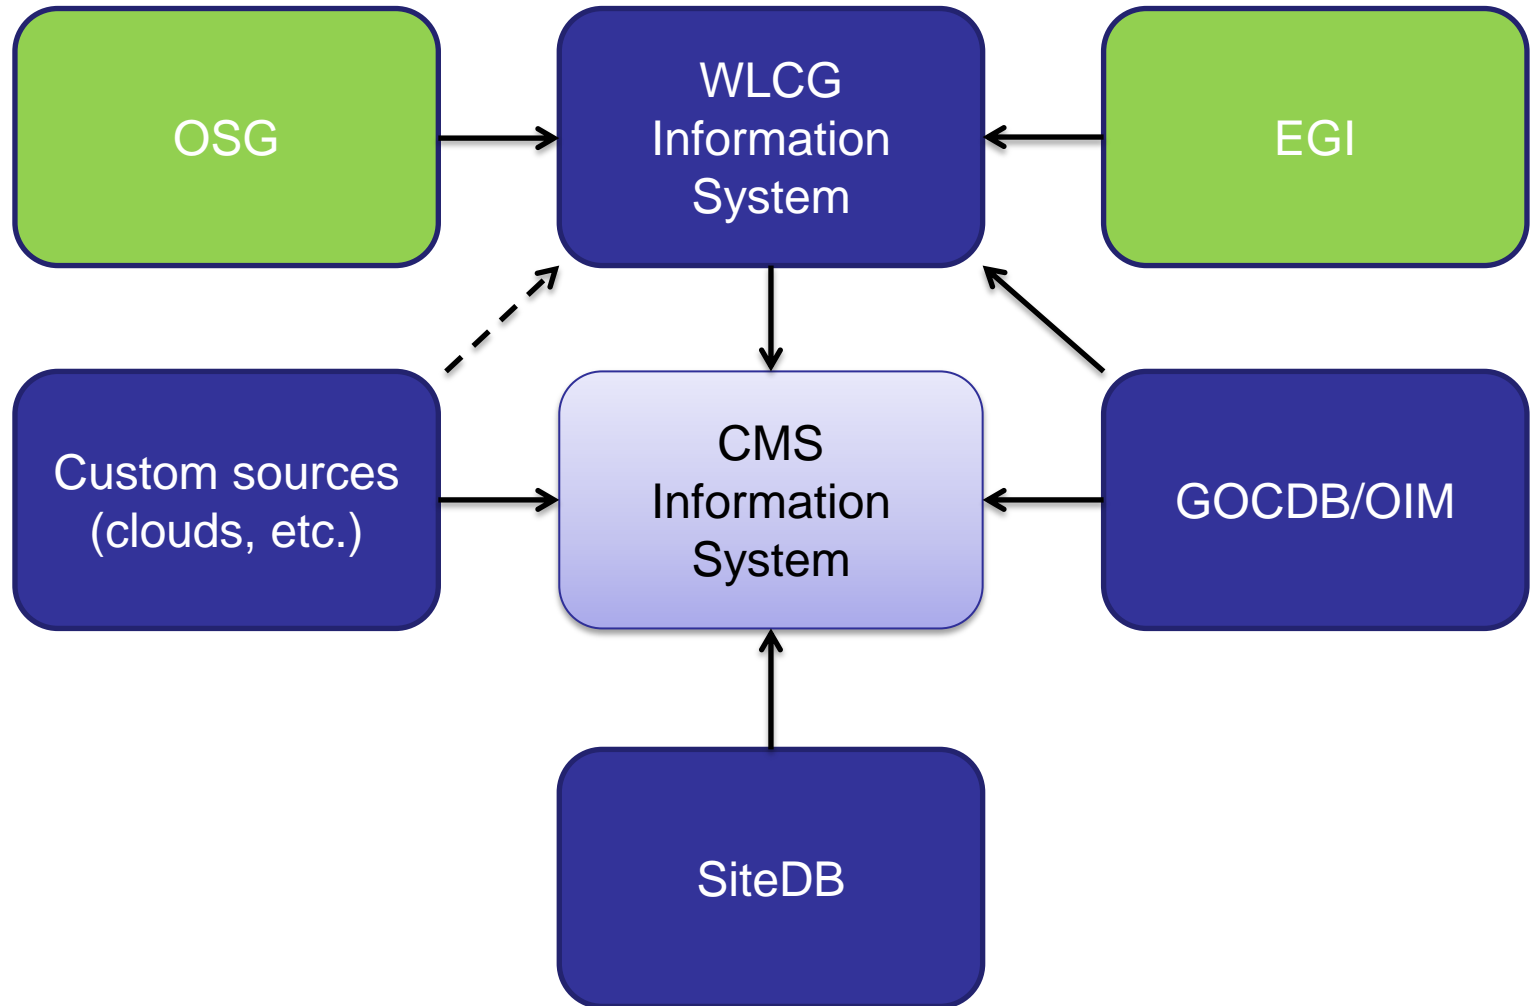 OSG
WLCG
Information
System
EGI
Custom sources
(clouds, etc.)
CMS
Information
System
GOCDB/OIM
SiteDB